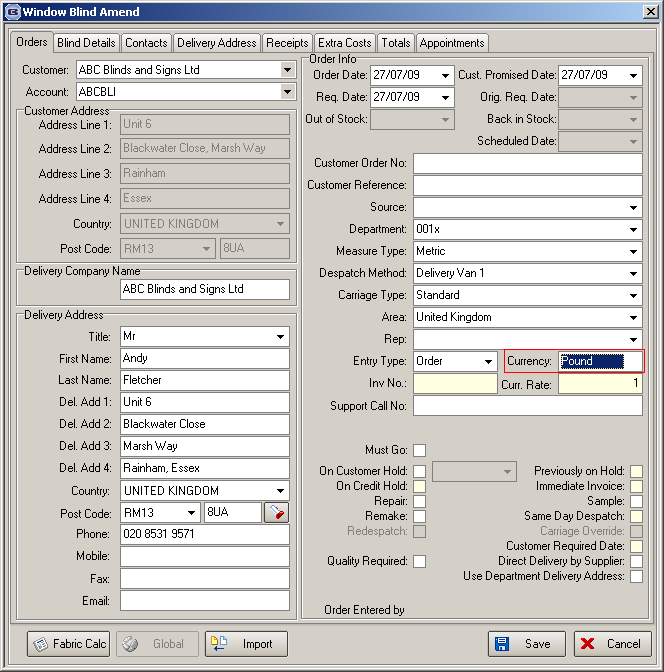 Window Blind Amend
Orders Blind Details Contacts Delivery Address Receipts Extra Costs Totals Appointments
Customer: ABC Blinds and Signs Ltd
Account: ABCBLI
Customer Address
Address Line 1: Unit 6
Address Line 2: Blackwater Close, Marsh Way
Address Line 3: Rainham
Address Line 4: Essex
Country: UNITED KINGDOM
Post Code: RM13 8UA
Delivery Company Name
ABC Blinds and Signs Ltd
Delivery Address
Title: Mr
First Name: Andy
Last Name: Fletcher
Del. Add 1: Unit 6
Del. Add 2: Blackwater Close
Del. Add 3: Marsh Way
Del. Add 4: Rainham, Essex
Country: UNITED KINGDOM
Post Code: RM13 8UA
Phone: 020 8531 9571
Mobile:
Fax:
Email:
Order Info
Order Date: 27/07/09 Cust. Promised Date: 27/07/09
Req. Date: 27/07/09 Orig. Req. Date:
Out of Stock: Back in Stock:
Scheduled Date:
Customer Order No:
Customer Reference:
Source:
Department: 001x
Measure Type: Metric
Despatch Method: Delivery Van 1
Carriage Type: Standard
Area: United Kingdom
Rep:
Entry Type: Order Currency: Pound
Inv No.: Curr. Rate: 1
Support Call No:
Must Go:
On Customer Hold: Previously on Hold:
On Credit Hold: Immediate Invoice:
Repair: Sample:
Remake: Same Day Despatch:
Redespatch: Carriage Override:
Customer Required Date:
Quality Required: Direct Delivery by Supplier:
Use Department Delivery Address:
Order Entered by
Fabric Calc Global Import Save Cancel